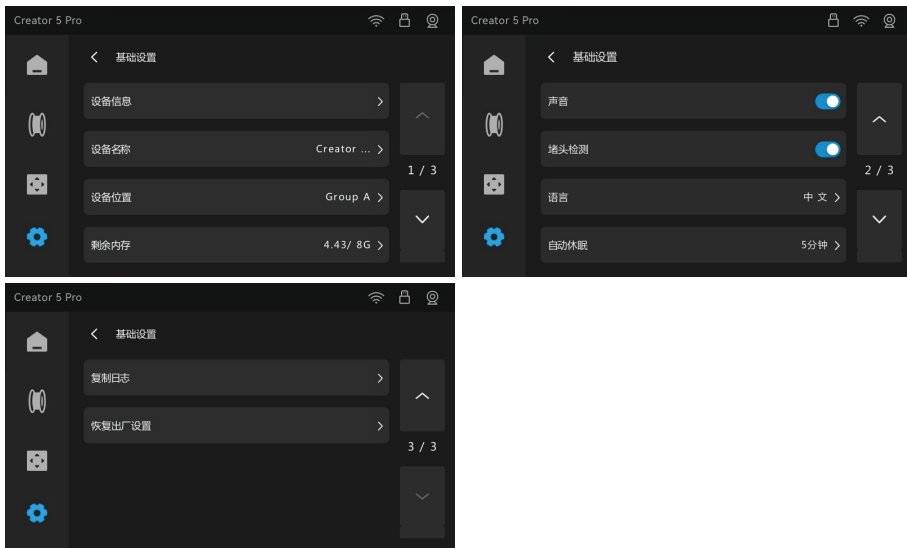 Creator 5 Pro
基础设置
设备信息
设备名称 Creator ...
设备位置 Group A
剩余内存 4.43/ 8G
1 / 3
Creator 5 Pro
基础设置
声音
堵头检测
语言 中文
自动休眠 5分钟
2 / 3
Creator 5 Pro
基础设置
复制日志
恢复出厂设置
3 / 3